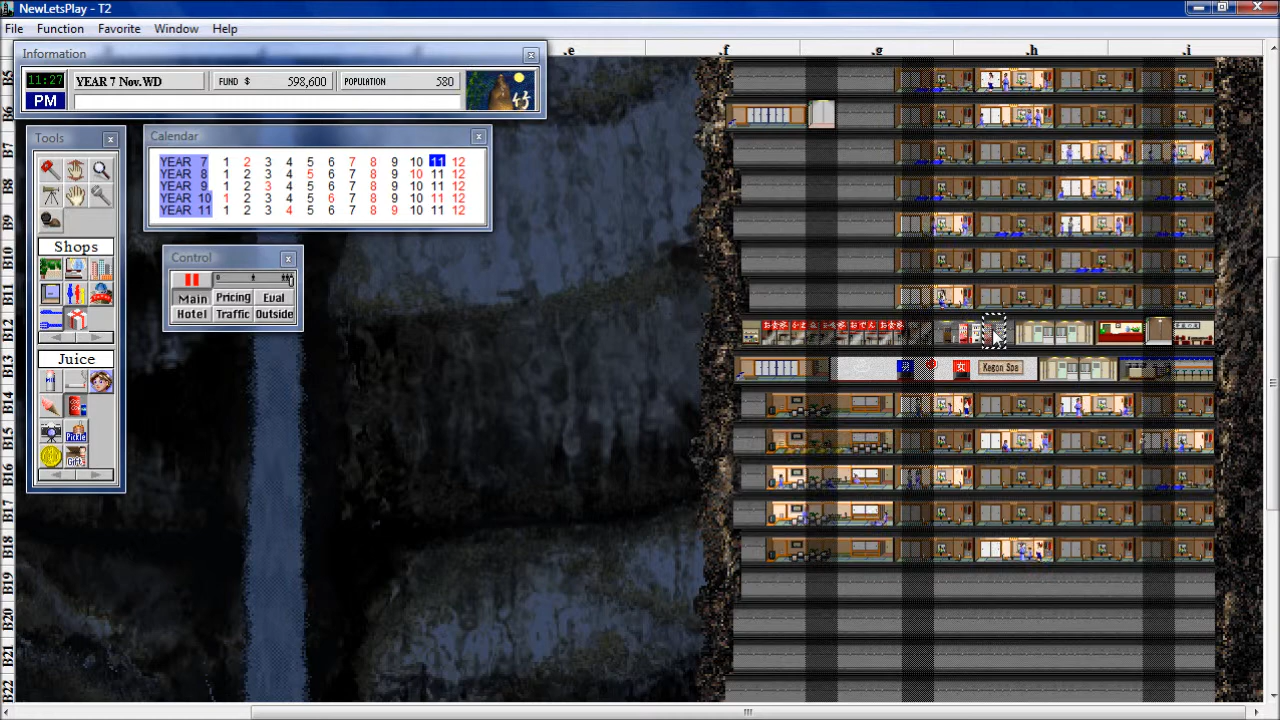 NewLetsPlay - T2
File Function Favorite Window Help
.e .f .g .h .i
Information
11:27 YEAR 7 Nov.WD FUND $ 598,600 POPULATION 580
PM
Tools
Calendar
YEAR 7 1 2 3 4 5 6 7 8 9 10 11 12
YEAR 8 1 2 3 4 5 6 7 8 9 10 11 12
YEAR 9 1 2 3 4 5 6 7 8 9 10 11 12
YEAR 10 1 2 3 4 5 6 7 8 9 10 11 12
YEAR 11 1 2 3 4 5 6 7 8 9 10 11 12
Shops
Control
0
Main Pricing Eval
Hotel Traffic Outside
Juice
Pickle
Gift
Kegon Spa
B5
B6
B7
B8
B9
B10
B11
B12
B13
B14
B15
B16
B17
B18
B19
B20
B21
B22